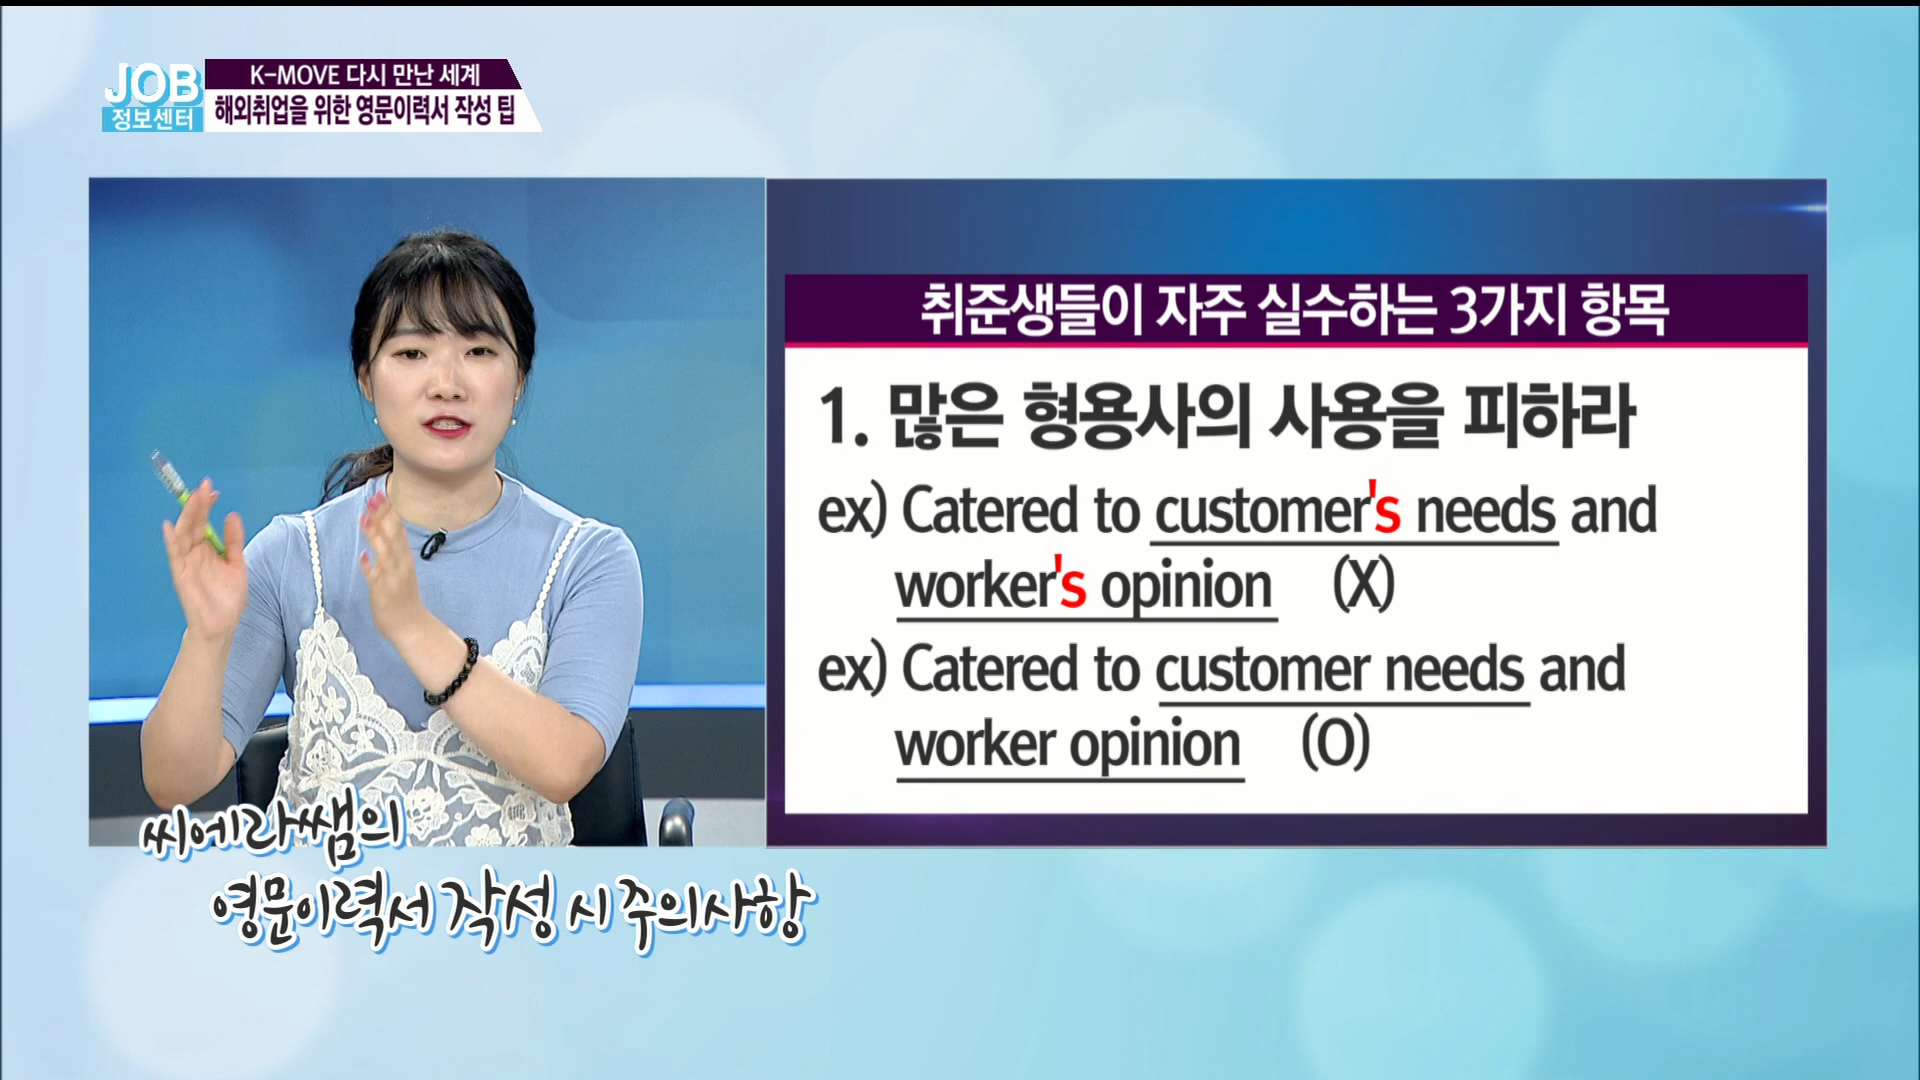 JOB
정보센터
K-MOVE 다시 만난 세계
해외취업을 위한 영문이력서 작성 팁
취준생들이 자주 실수하는 3가지 항목
1. 많은 형용사의 사용을 피하라
ex) Catered to customer's needs and
worker's opinion (X)
ex) Catered to customer needs and
worker opinion (O)
씨에라쌤의
영문이력서 작성 시 주의사항